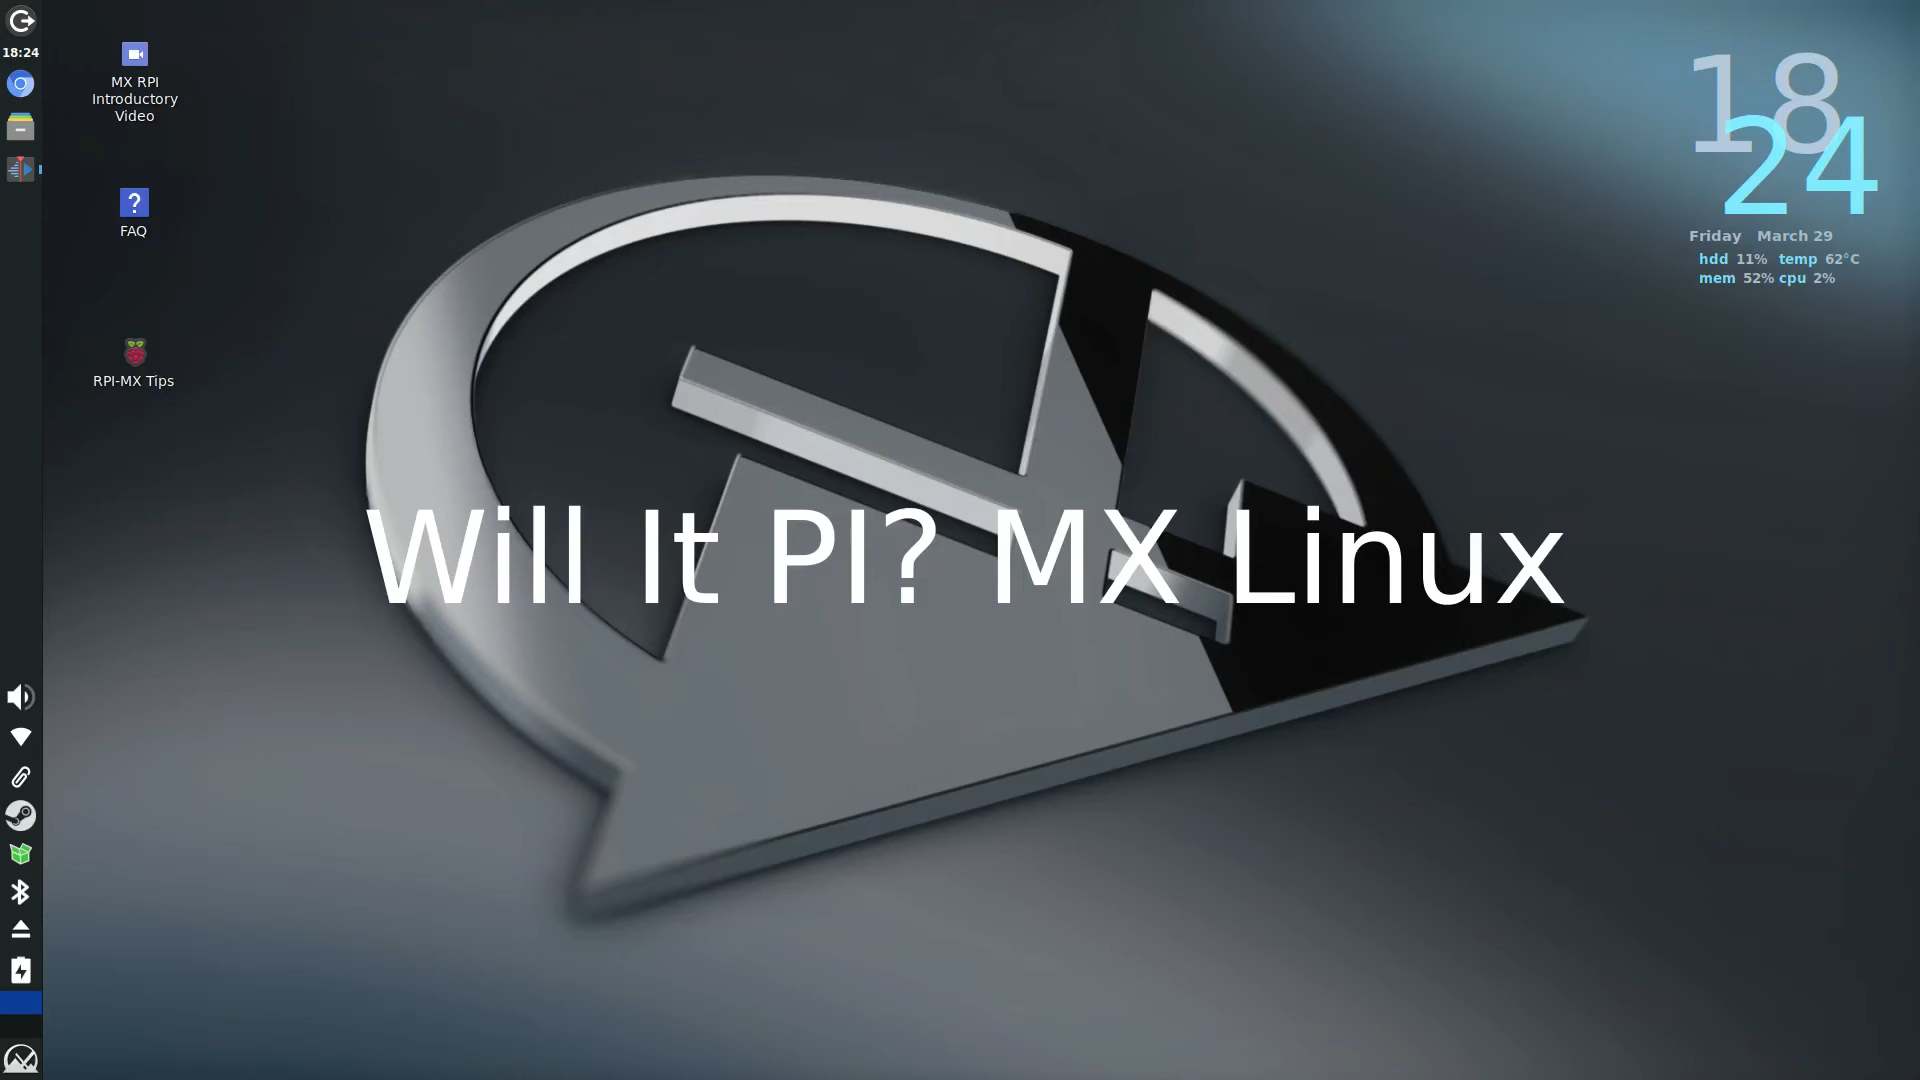 18:24
MX RPI
Introductory
Video
FAQ
RPI-MX Tips
18
24
Friday March 29
hdd 11% temp 62°C
mem 52% cpu 2%
Will It PI? MX Linux